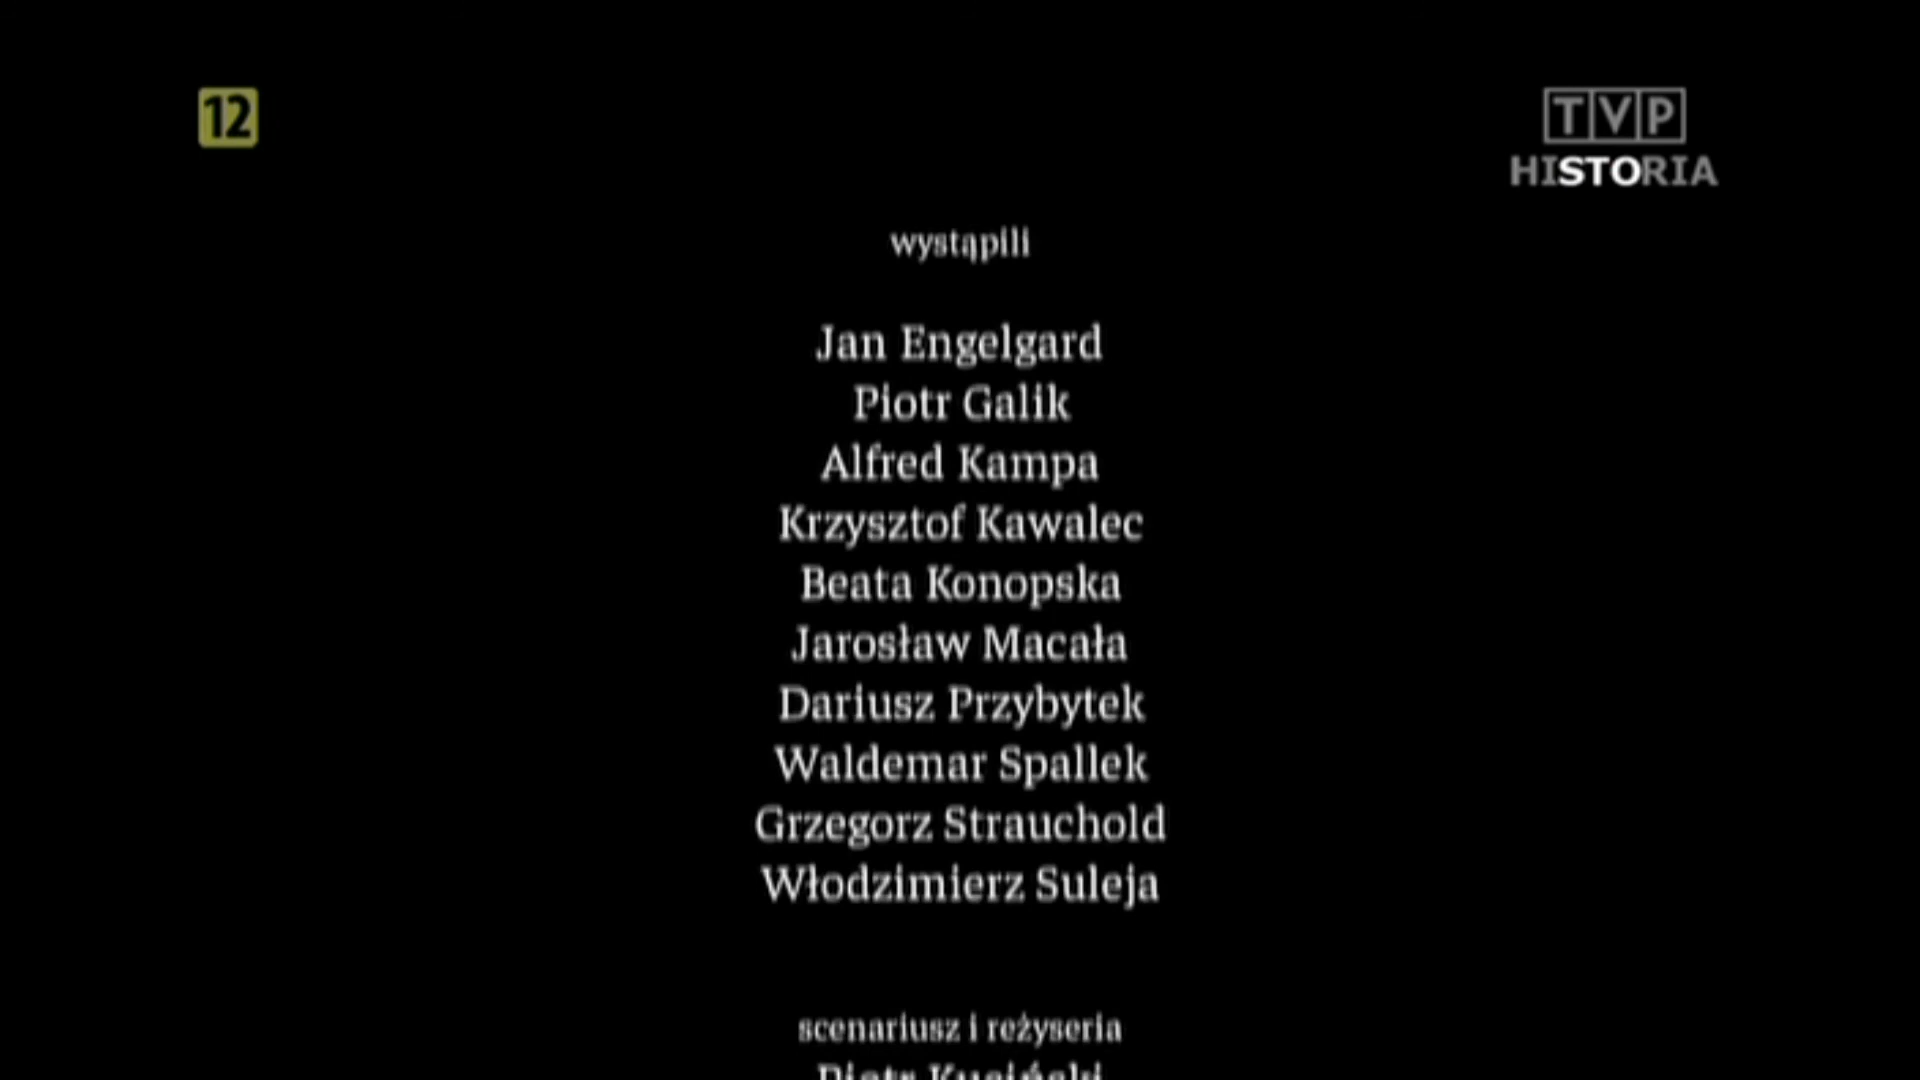 12
TVP
HISTORIA
wystąpili
Jan Engelgard
Piotr Galik
Alfred Kampa
Krzysztof Kawalec
Beata Konopska
Jarosław Macała
Dariusz Przybytek
Waldemar Spallek
Grzegorz Strauchold
Włodzimierz Suleja
scenariusz i reżyseria
Piotr